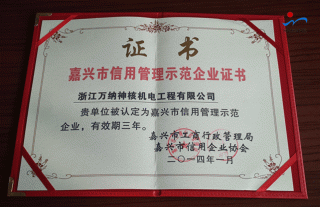 证书
嘉兴市信用管理示范企业证书
浙江万纳神核机电工程有限公司
贵单位被认定为嘉兴市信用管理示范
企业，有效期三年。
嘉兴市工商行政管理局
嘉兴市信用企业协会
二〇一四年一月